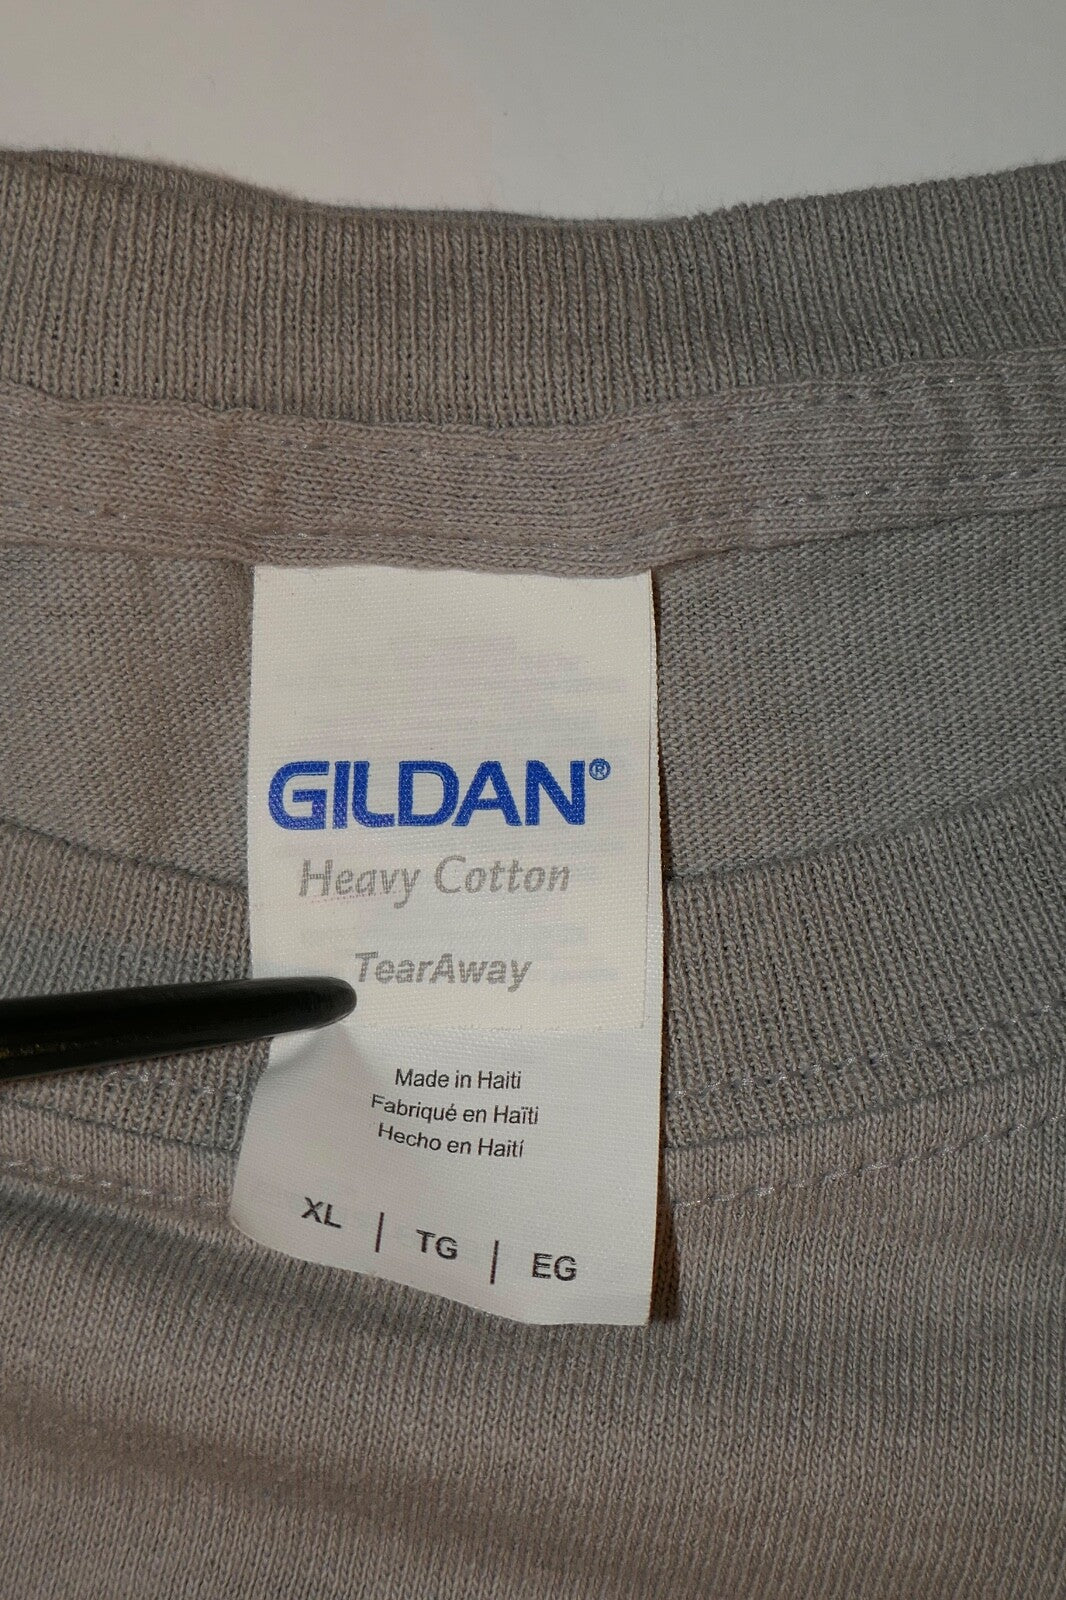 GILDAN®
Heavy Cotton
TearAway
Made in Haiti
Fabriqué en Haïti
Hecho en Haití
XL | TG | EG